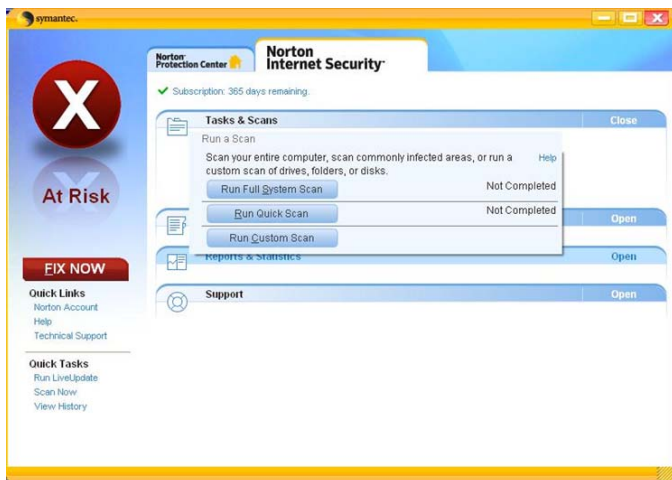 symantec.
Norton
Protection Center
Norton
Internet Security
Subscription: 365 days remaining.
X
At Risk
FIX NOW
Quick Links
Norton Account
Help
Technical Support
Quick Tasks
Run LiveUpdate
Scan Now
View History
Tasks & Scans
Close
Run a Scan
Scan your entire computer, scan commonly infected areas, or run a
custom scan of drives, folders, or disks.
Help
Run Full System Scan
Not Completed
Run Quick Scan
Not Completed
Run Custom Scan
Open
Reports & Statistics
Open
Support
Open